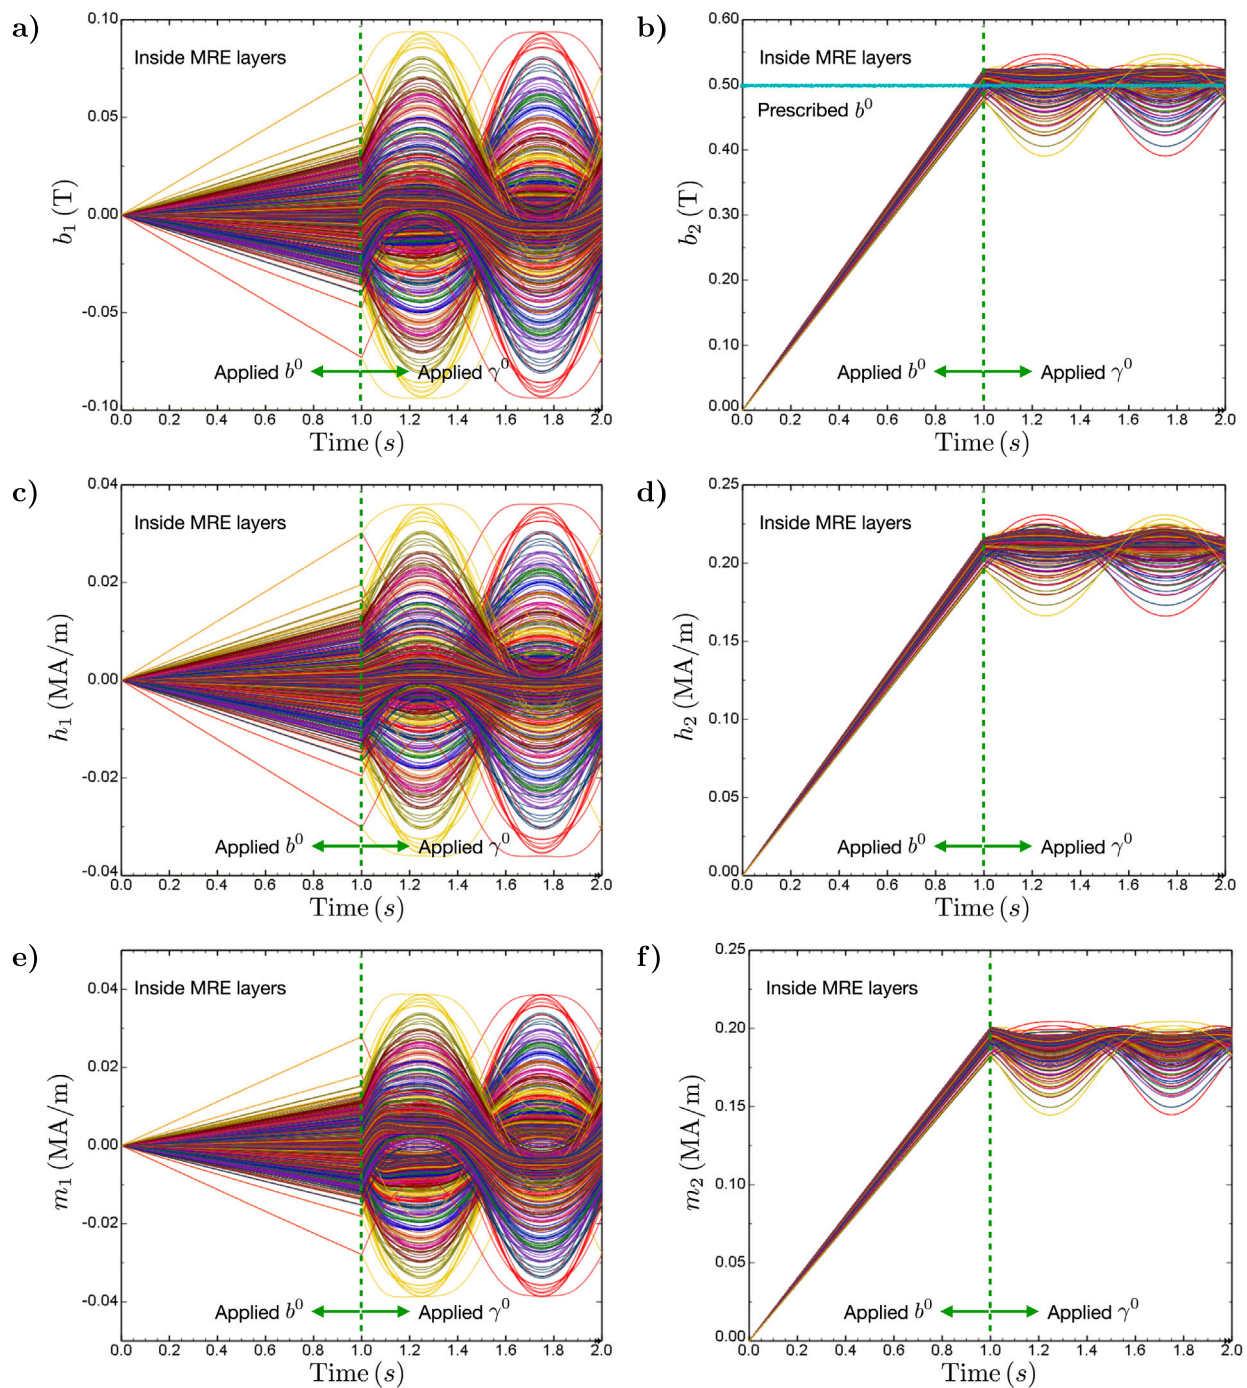 a)
0.10
0.05
0.00
-0.05
-0.10
b₁ (T)
Inside MRE layers
Applied b⁰
Applied γ⁰
0.0 0.2 0.4 0.6 0.8 1.0 1.2 1.4 1.6 1.8 2.0
Time (s)
b)
0.60
0.50
0.40
0.30
0.20
0.10
0.00
b₂ (T)
Inside MRE layers
Prescribed b⁰
Applied b⁰
Applied γ⁰
0.0 0.2 0.4 0.6 0.8 1.0 1.2 1.4 1.6 1.8 2.0
Time (s)
c)
0.04
0.02
0.00
-0.02
-0.04
h₁ (MA/m)
Inside MRE layers
Applied b⁰
Applied γ⁰
0.0 0.2 0.4 0.6 0.8 1.0 1.2 1.4 1.6 1.8 2.0
Time (s)
d)
0.25
0.20
0.15
0.10
0.05
0.00
h₂ (MA/m)
Inside MRE layers
Applied b⁰
Applied γ⁰
0.0 0.2 0.4 0.6 0.8 1.0 1.2 1.4 1.6 1.8 2.0
Time (s)
e)
0.04
0.02
0.00
-0.02
-0.04
m₁ (MA/m)
Inside MRE layers
Applied b⁰
Applied γ⁰
0.0 0.2 0.4 0.6 0.8 1.0 1.2 1.4 1.6 1.8 2.0
Time (s)
f)
0.25
0.20
0.15
0.10
0.05
0.00
m₂ (MA/m)
Inside MRE layers
Applied b⁰
Applied γ⁰
0.0 0.2 0.4 0.6 0.8 1.0 1.2 1.4 1.6 1.8 2.0
Time (s)